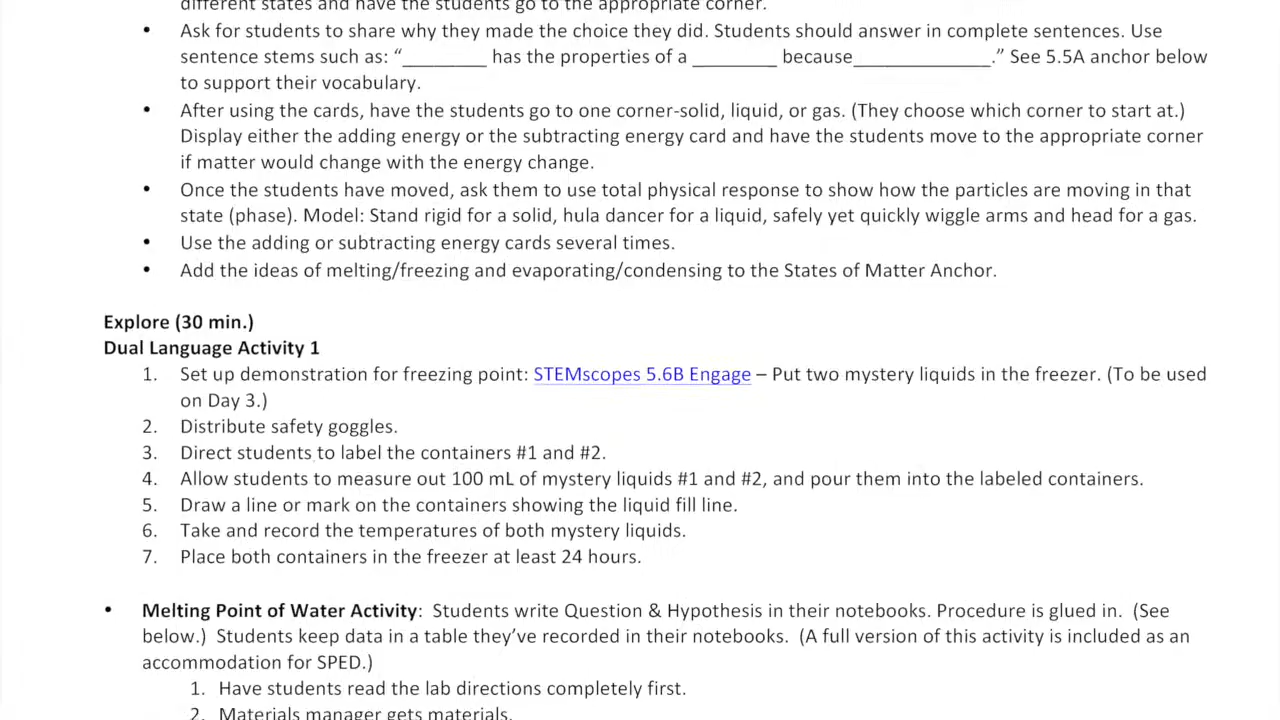 different states and have the students go to the appropriate corner.
• Ask for students to share why they made the choice they did. Students should answer in complete sentences. Use
sentence stems such as: “________ has the properties of a ________ because_____________.” See 5.5A anchor below
to support their vocabulary.
• After using the cards, have the students go to one corner-solid, liquid, or gas. (They choose which corner to start at.)
Display either the adding energy or the subtracting energy card and have the students move to the appropriate corner
if matter would change with the energy change.
• Once the students have moved, ask them to use total physical response to show how the particles are moving in that
state (phase). Model: Stand rigid for a solid, hula dancer for a liquid, safely yet quickly wiggle arms and head for a gas.
• Use the adding or subtracting energy cards several times.
• Add the ideas of melting/freezing and evaporating/condensing to the States of Matter Anchor.
Explore (30 min.)
Dual Language Activity 1
1. Set up demonstration for freezing point: STEMscopes 5.6B Engage – Put two mystery liquids in the freezer. (To be used
on Day 3.)
2. Distribute safety goggles.
3. Direct students to label the containers #1 and #2.
4. Allow students to measure out 100 mL of mystery liquids #1 and #2, and pour them into the labeled containers.
5. Draw a line or mark on the containers showing the liquid fill line.
6. Take and record the temperatures of both mystery liquids.
7. Place both containers in the freezer at least 24 hours.
• Melting Point of Water Activity: Students write Question & Hypothesis in their notebooks. Procedure is glued in. (See
below.) Students keep data in a table they’ve recorded in their notebooks. (A full version of this activity is included as an
accommodation for SPED.)
1. Have students read the lab directions completely first.
2. Materials manager gets materials.